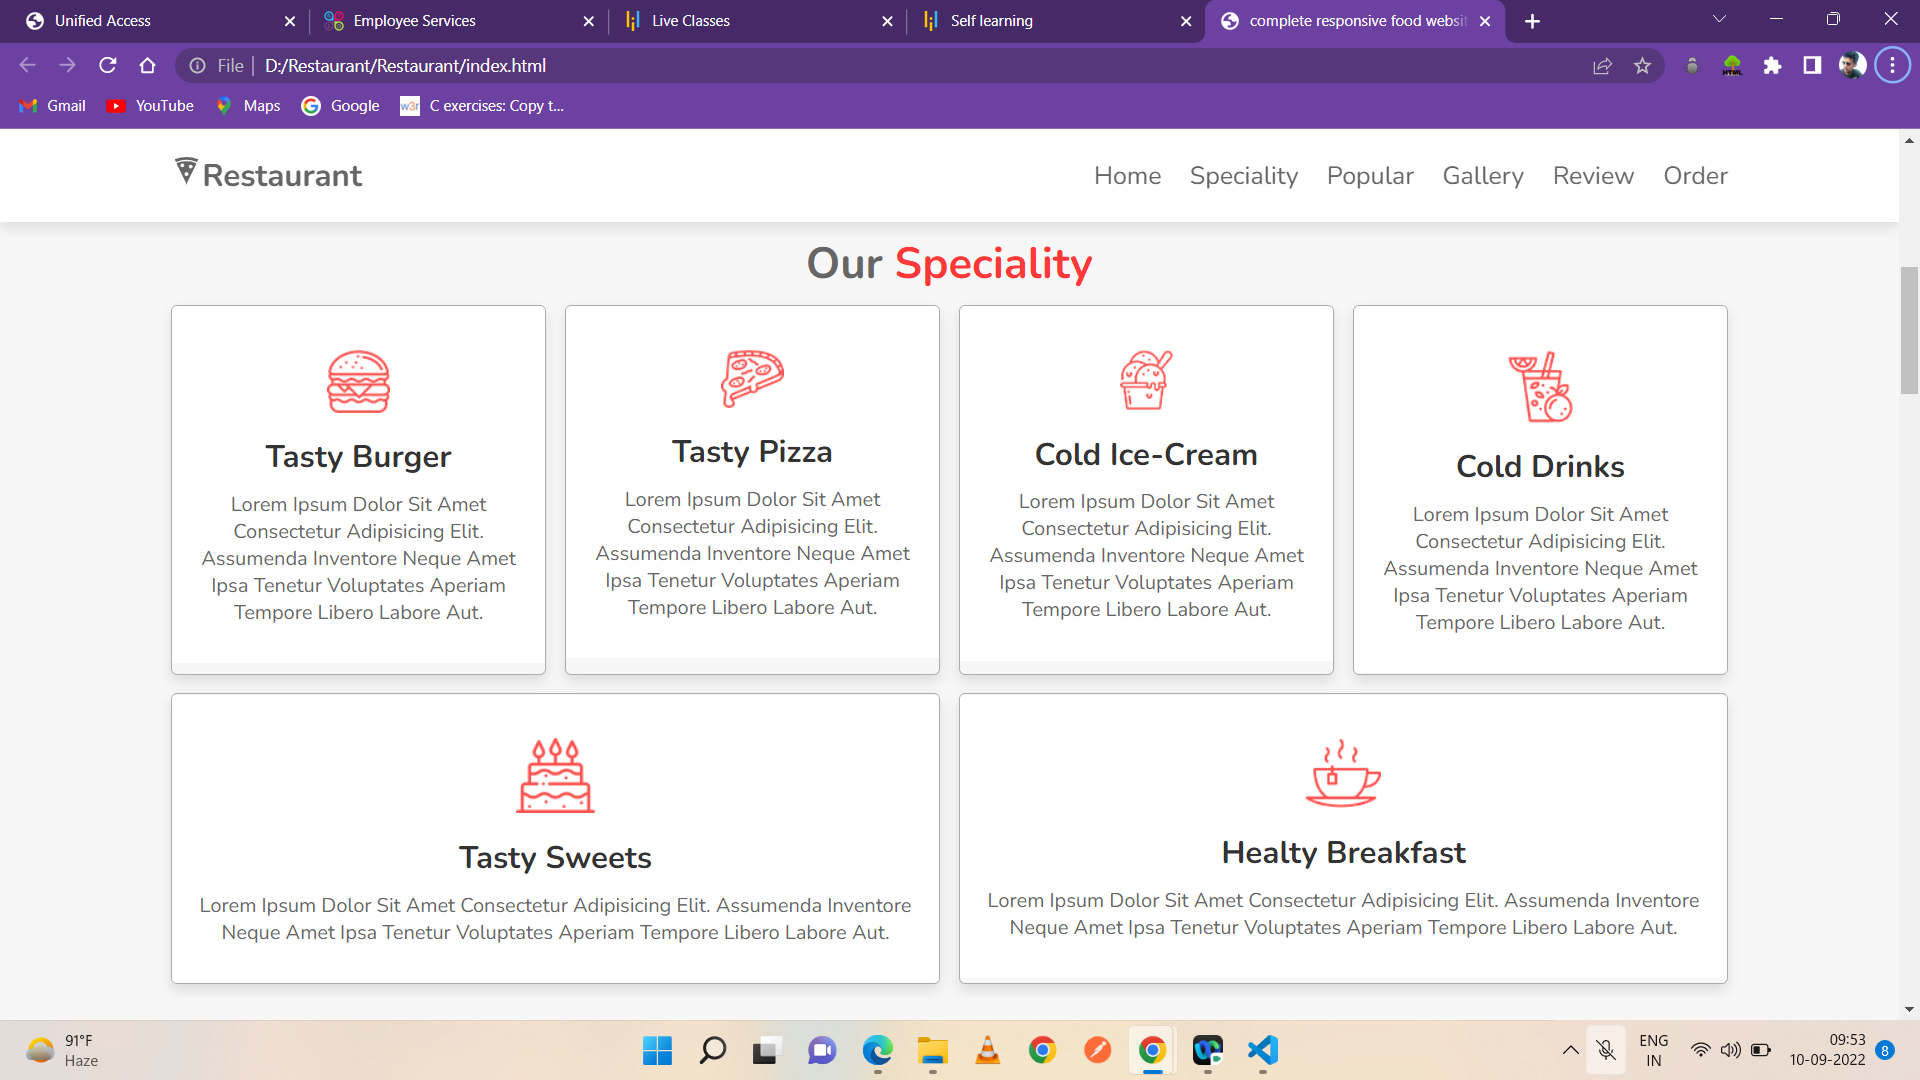 Unified Access
Employee Services
Live Classes
Self learning
complete responsive food websit
File
D:/Restaurant/Restaurant/index.html
HTML
Gmail
YouTube
Maps
Google
w3r
C exercises: Copy t...
Restaurant
Home
Speciality
Popular
Gallery
Review
Order
Our Speciality
Tasty Burger
Lorem Ipsum Dolor Sit Amet
Consectetur Adipisicing Elit.
Assumenda Inventore Neque Amet
Ipsa Tenetur Voluptates Aperiam
Tempore Libero Labore Aut.
Tasty Pizza
Lorem Ipsum Dolor Sit Amet
Consectetur Adipisicing Elit.
Assumenda Inventore Neque Amet
Ipsa Tenetur Voluptates Aperiam
Tempore Libero Labore Aut.
Cold Ice-Cream
Lorem Ipsum Dolor Sit Amet
Consectetur Adipisicing Elit.
Assumenda Inventore Neque Amet
Ipsa Tenetur Voluptates Aperiam
Tempore Libero Labore Aut.
Cold Drinks
Lorem Ipsum Dolor Sit Amet
Consectetur Adipisicing Elit.
Assumenda Inventore Neque Amet
Ipsa Tenetur Voluptates Aperiam
Tempore Libero Labore Aut.
Tasty Sweets
Lorem Ipsum Dolor Sit Amet Consectetur Adipisicing Elit. Assumenda Inventore
Neque Amet Ipsa Tenetur Voluptates Aperiam Tempore Libero Labore Aut.
Healty Breakfast
Lorem Ipsum Dolor Sit Amet Consectetur Adipisicing Elit. Assumenda Inventore
Neque Amet Ipsa Tenetur Voluptates Aperiam Tempore Libero Labore Aut.
91°F
Haze
ENG
IN
09:53
10-09-2022
8